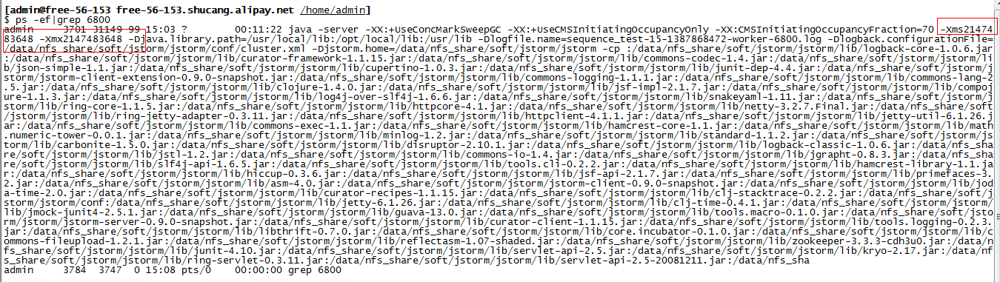 [admin@free-56-153 free-56-153.shucang.alipay.net /home/admin]
$ ps -ef|grep 6800
admin     3701 31149 99 15:03 ?        00:11:22 java -server -XX:+UseConcMarkSweepGC -XX:+UseCMSInitiatingOccupancyOnly -XX:CMSInitiatingOccupancyFraction=70 -Xms21474
83648 -Xmx2147483648 -Djava.library.path=/usr/local/lib:/opt/local/lib:/usr/lib -Dlogfile.name=sequence_test-15-1387868472-worker-6800.log -Dlogback.configurationFile=
/data/nfs_share/soft/jstorm/jstorm/conf/cluster.xml -Djstorm.home=/data/nfs_share/soft/jstorm/jstorm -cp :/data/nfs_share/soft/jstorm/jstorm/lib/logback-core-1.0.6.jar
:/data/nfs_share/soft/jstorm/jstorm/lib/curator-framework-1.1.15.jar:/data/nfs_share/soft/jstorm/jstorm/lib/commons-codec-1.4.jar:/data/nfs_share/soft/jstorm/jstorm/li
b/json-simple-1.1.jar:/data/nfs_share/soft/jstorm/jstorm/lib/cupertino-1.0.3.jar:/data/nfs_share/soft/jstorm/jstorm/lib/junit-dep-4.4.jar:/data/nfs_share/soft/jstorm/j
storm/jstorm-client-extension-0.9.0-snapshot.jar:/data/nfs_share/soft/jstorm/jstorm/lib/commons-logging-1.1.1.jar:/data/nfs_share/soft/jstorm/jstorm/lib/commons-lang-2
.5.jar:/data/nfs_share/soft/jstorm/jstorm/lib/clojure-1.4.0.jar:/data/nfs_share/soft/jstorm/jstorm/lib/jsf-impl-2.1.7.jar:/data/nfs_share/soft/jstorm/jstorm/lib/compoj
ure-1.1.3.jar:/data/nfs_share/soft/jstorm/jstorm/lib/log4j-over-slf4j-1.6.6.jar:/data/nfs_share/soft/jstorm/jstorm/lib/snakeyaml-1.11.jar:/data/nfs_share/soft/jstorm/j
storm/lib/ring-core-1.1.5.jar:/data/nfs_share/soft/jstorm/jstorm/lib/httpcore-4.1.jar:/data/nfs_share/soft/jstorm/jstorm/lib/netty-3.2.7.Final.jar:/data/nfs_share/soft
/jstorm/jstorm/lib/ring-jetty-adapter-0.3.11.jar:/data/nfs_share/soft/jstorm/jstorm/lib/httpclient-4.1.1.jar:/data/nfs_share/soft/jstorm/jstorm/lib/jetty-util-6.1.26.j
ar:/data/nfs_share/soft/jstorm/jstorm/lib/commons-exec-1.1.jar:/data/nfs_share/soft/jstorm/jstorm/lib/hamcrest-core-1.1.jar:/data/nfs_share/soft/jstorm/jstorm/lib/math
.numeric-tower-0.0.1.jar:/data/nfs_share/soft/jstorm/jstorm/lib/minlog-1.2.jar:/data/nfs_share/soft/jstorm/jstorm/lib/standard-1.1.2.jar:/data/nfs_share/soft/jstorm/js
torm/lib/carbonite-1.5.0.jar:/data/nfs_share/soft/jstorm/jstorm/lib/disruptor-2.10.1.jar:/data/nfs_share/soft/jstorm/jstorm/lib/logback-classic-1.0.6.jar:/data/nfs_sha
re/soft/jstorm/jstorm/lib/jstl-1.2.jar:/data/nfs_share/soft/jstorm/jstorm/lib/commons-io-1.4.jar:/data/nfs_share/soft/jstorm/jstorm/lib/jgrapht-0.8.3.jar:/data/nfs_sha
re/soft/jstorm/jstorm/lib/slf4j-api-1.6.5.jar:/data/nfs_share/soft/jstorm/jstorm/lib/tools.cli-0.2.2.jar:/data/nfs_share/soft/jstorm/jstorm/lib/hamcrest-library-1.1.ja
r:/data/nfs_share/soft/jstorm/jstorm/lib/hiccup-0.3.6.jar:/data/nfs_share/soft/jstorm/jstorm/lib/jsf-api-2.1.7.jar:/data/nfs_share/soft/jstorm/jstorm/lib/primefaces-3.
2.jar:/data/nfs_share/soft/jstorm/jstorm/lib/asm-4.0.jar:/data/nfs_share/soft/jstorm/jstorm/jstorm-client-0.9.0-snapshot.jar:/data/nfs_share/soft/jstorm/jstorm/lib/jod
a-time-2.0.jar:/data/nfs_share/soft/jstorm/jstorm/lib/curator-recipes-1.1.15.jar:/data/nfs_share/soft/jstorm/jstorm/lib/clj-stacktrace-0.2.2.jar:/data/nfs_share/soft/j
storm/jstorm/conf:/data/nfs_share/soft/jstorm/jstorm/lib/jetty-6.1.26.jar:/data/nfs_share/soft/jstorm/jstorm/lib/clj-time-0.4.1.jar:/data/nfs_share/soft/jstorm/jstorm/
lib/jmock-junit4-2.5.1.jar:/data/nfs_share/soft/jstorm/jstorm/lib/guava-13.0.jar:/data/nfs_share/soft/jstorm/jstorm/lib/tools.macro-0.1.0.jar:/data/nfs_share/soft/jsto
rm/jstorm/jstorm-server-0.9.0-snapshot.jar:/data/nfs_share/soft/jstorm/jstorm/lib/curator-client-1.1.15.jar:/data/nfs_share/soft/jstorm/jstorm/lib/tools.logging-0.2.3.
jar:/data/nfs_share/soft/jstorm/jstorm/lib/libthrift-0.7.0.jar:/data/nfs_share/soft/jstorm/jstorm/lib/core.incubator-0.1.0.jar:/data/nfs_share/soft/jstorm/jstorm/lib/c
ommons-fileupload-1.2.1.jar:/data/nfs_share/soft/jstorm/jstorm/lib/reflectasm-1.07-shaded.jar:/data/nfs_share/soft/jstorm/jstorm/lib/zookeeper-3.3.3-cdh3u0.jar:/data/n
fs_share/soft/jstorm/jstorm/lib/junit-4.10.jar:/data/nfs_share/soft/jstorm/jstorm/lib/servlet-api-2.5.jar:/data/nfs_share/soft/jstorm/jstorm/lib/kryo-2.17.jar:/data/nf
s_share/soft/jstorm/jstorm/lib/ring-servlet-0.3.11.jar:/data/nfs_share/soft/jstorm/jstorm/lib/servlet-api-2.5-20081211.jar:/data/nfs_sha
admin     3784  3747  0 15:08 pts/0    00:00:00 grep 6800